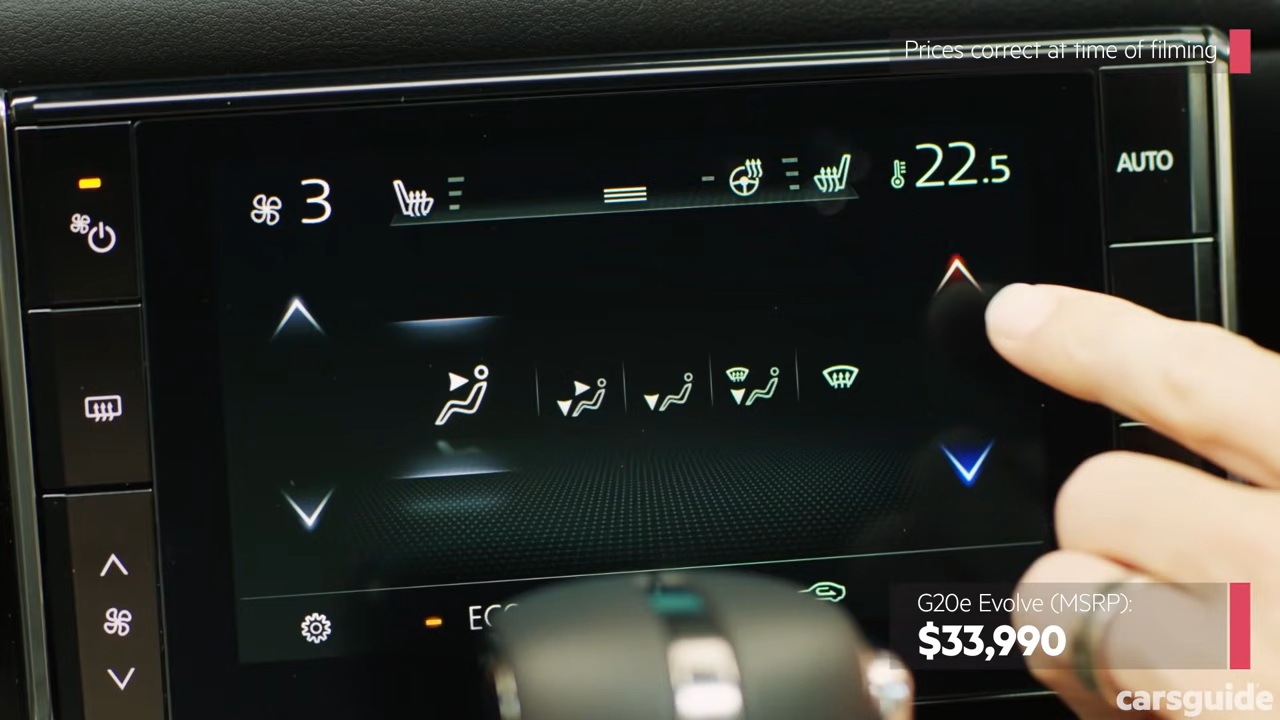 Prices correct at time of filming
AUTO
3
22.5
G20e Evolve (MSRP):
$33,990
carsguide